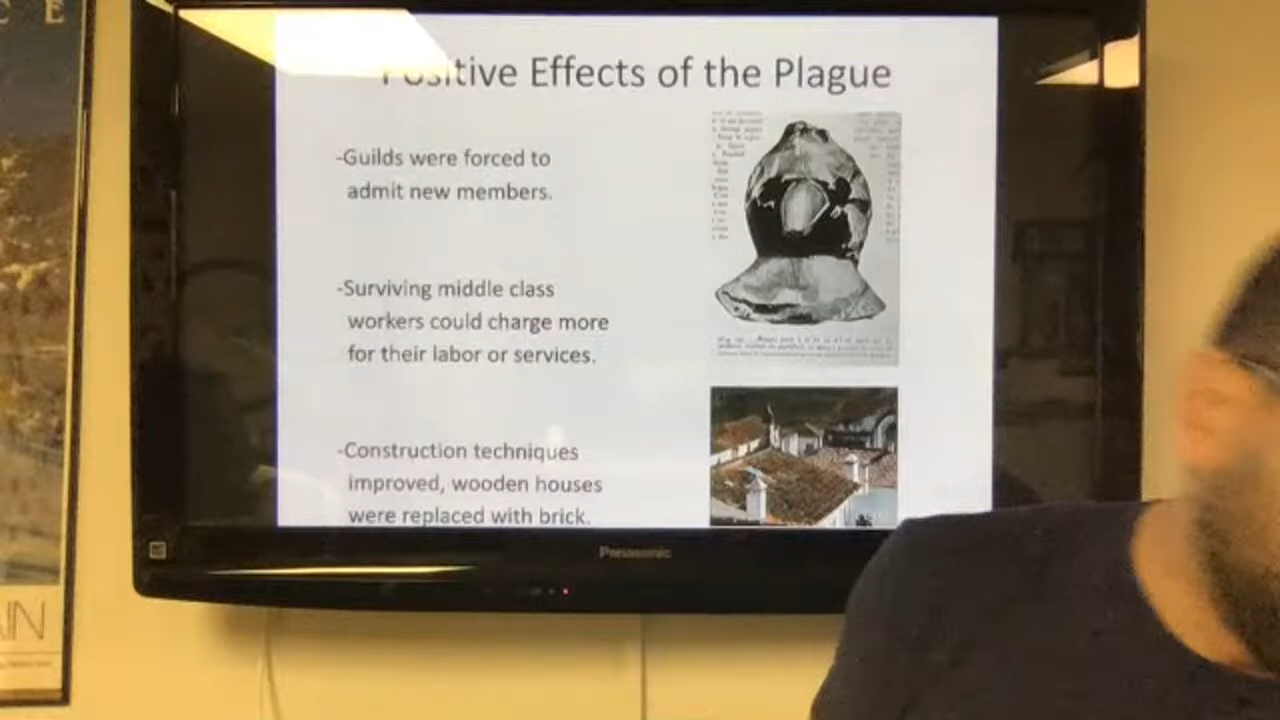 C E
Positive Effects of the Plague
-Guilds were forced to
admit new members.
-Surviving middle class
workers could charge more
for their labor or services.
-Construction techniques
improved, wooden houses
were replaced with brick.
Panasonic